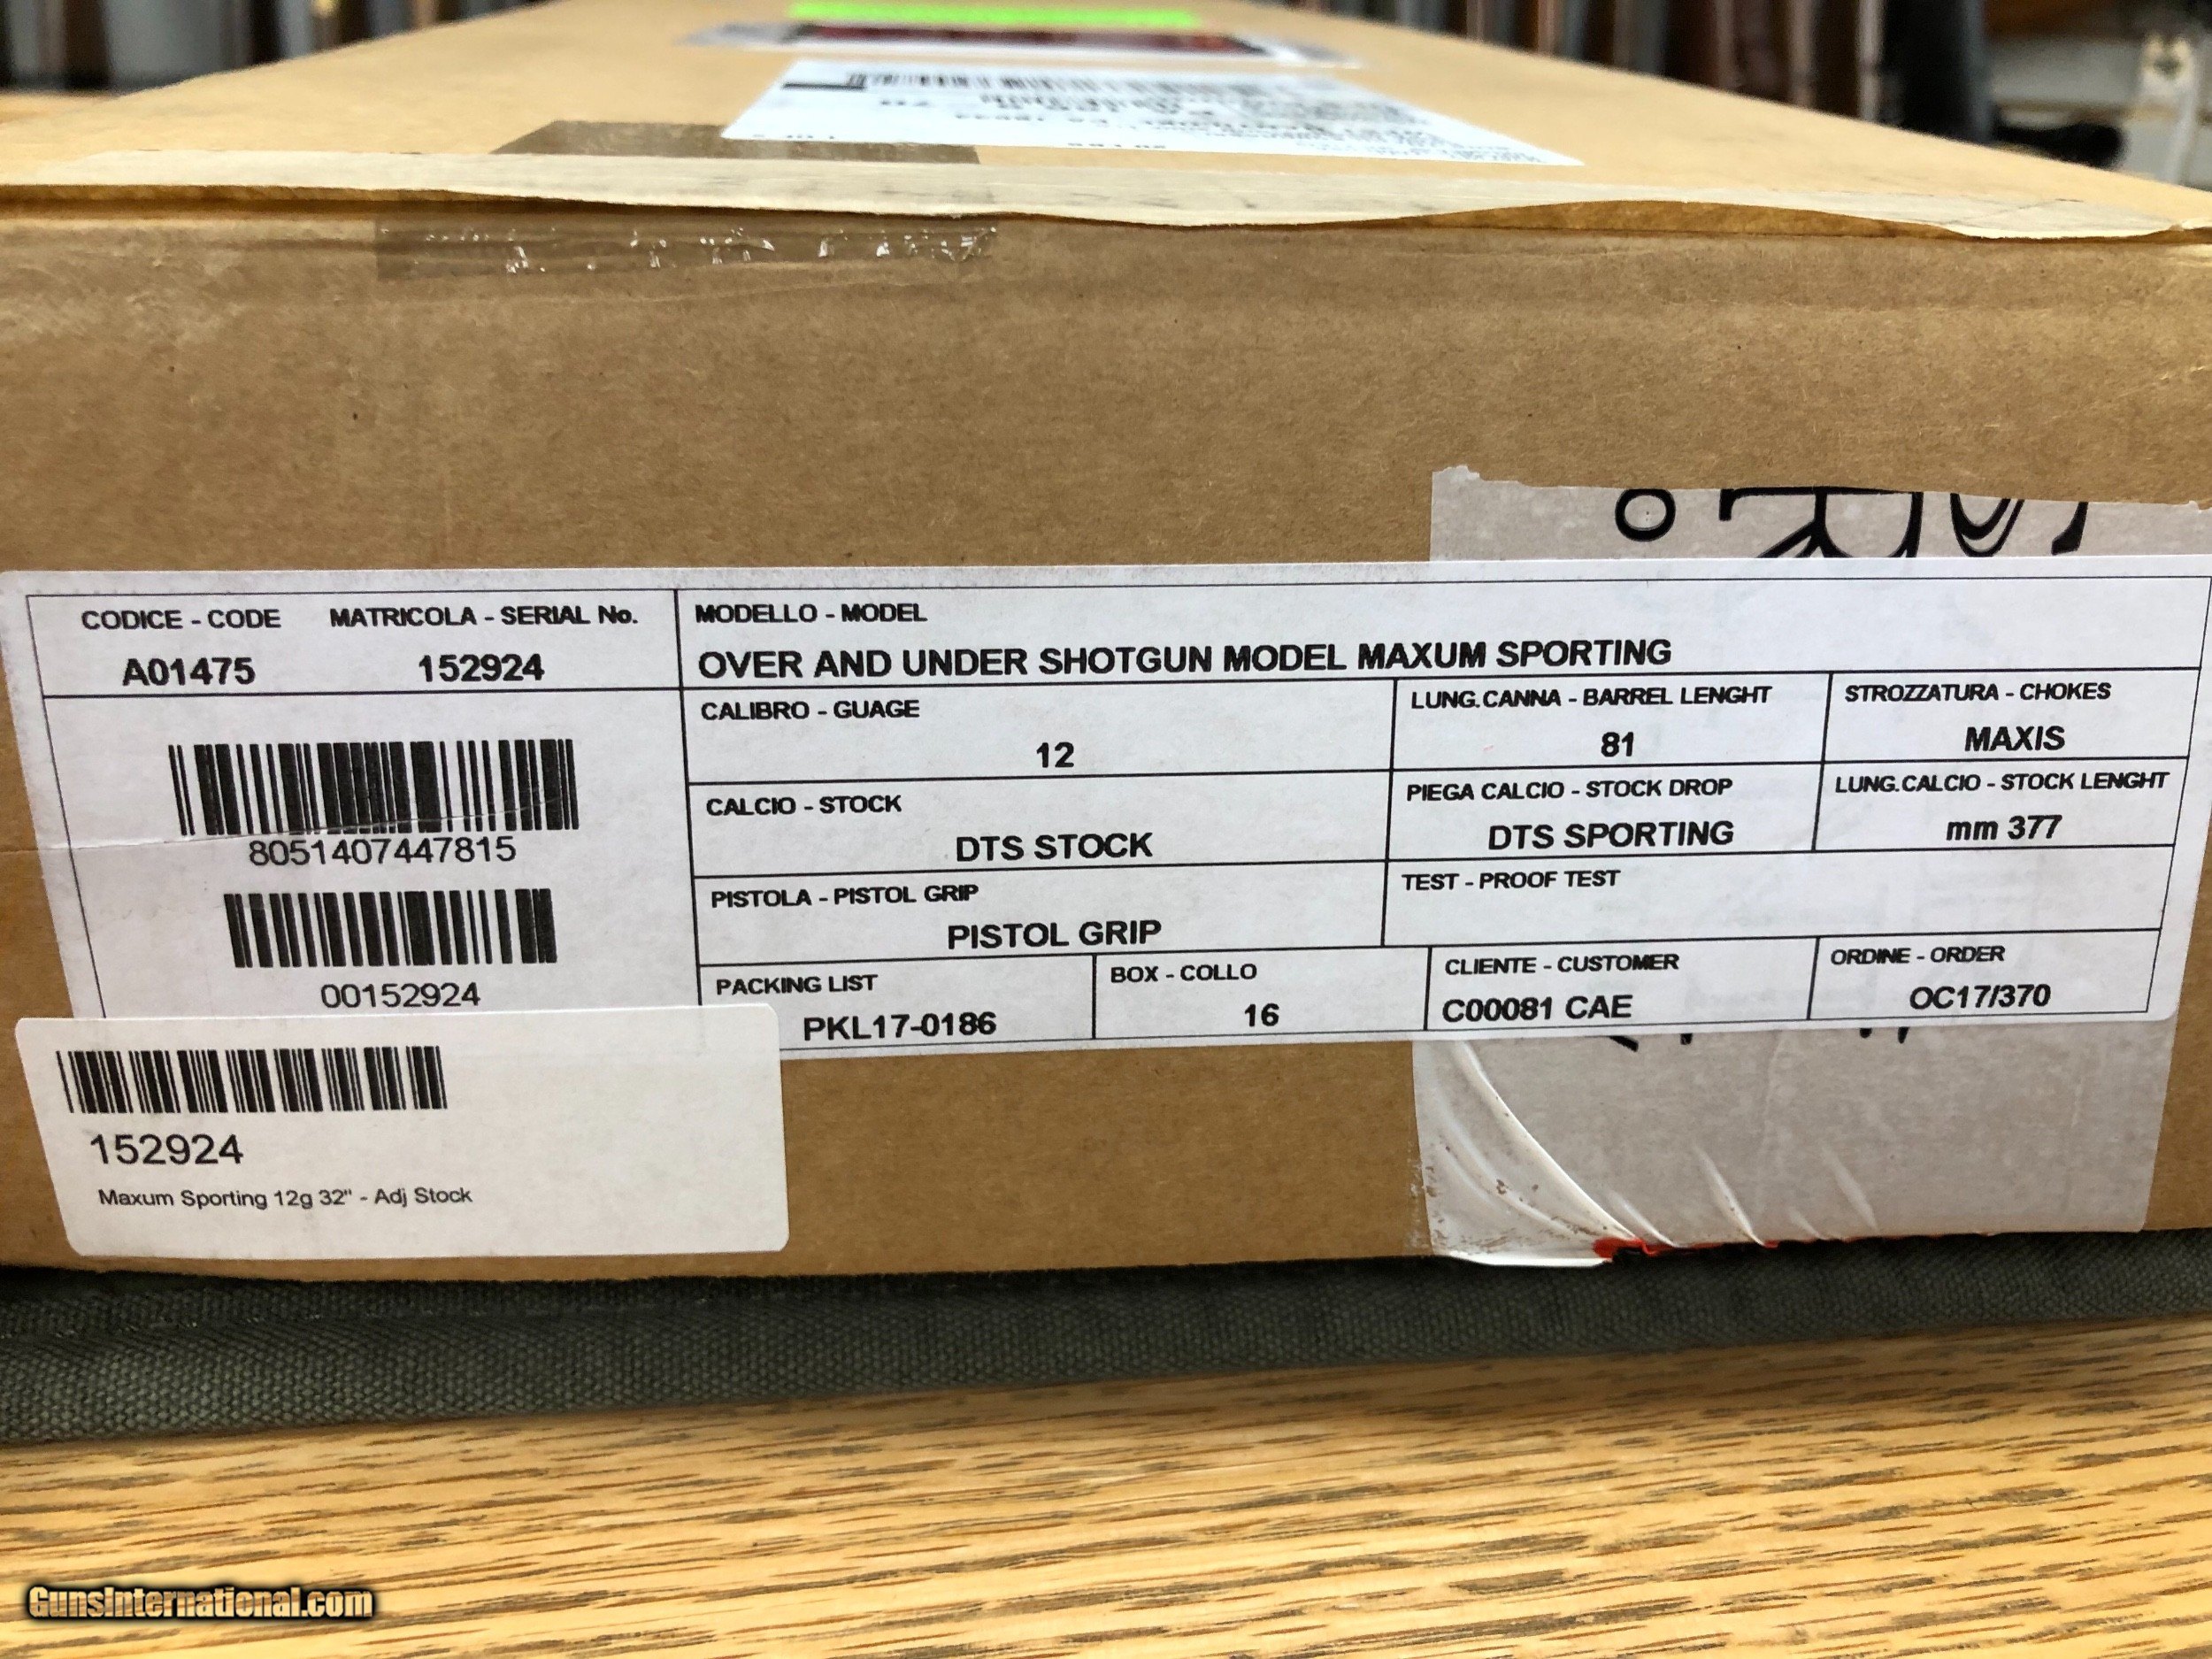 CODICE - CODE MATRICOLA - SERIAL No.
A01475 152924
8051407447815
00152924
MODELLO - MODEL
OVER AND UNDER SHOTGUN MODEL MAXUM SPORTING
CALIBRO - GUAGE
12
LUNG.CANNA - BARREL LENGHT
81
STROZZATURA - CHOKES
MAXIS
CALCIO - STOCK
DTS STOCK
PIEGA CALCIO - STOCK DROP
DTS SPORTING
LUNG.CALCIO - STOCK LENGHT
mm 377
PISTOLA - PISTOL GRIP
PISTOL GRIP
TEST - PROOF TEST
PACKING LIST
PKL17-0186
BOX - COLLO
16
CLIENTE - CUSTOMER
C00081 CAE
ORDINE - ORDER
OC17/370
152924
Maxum Sporting 12g 32" - Adj Stock
GunsInternational.com